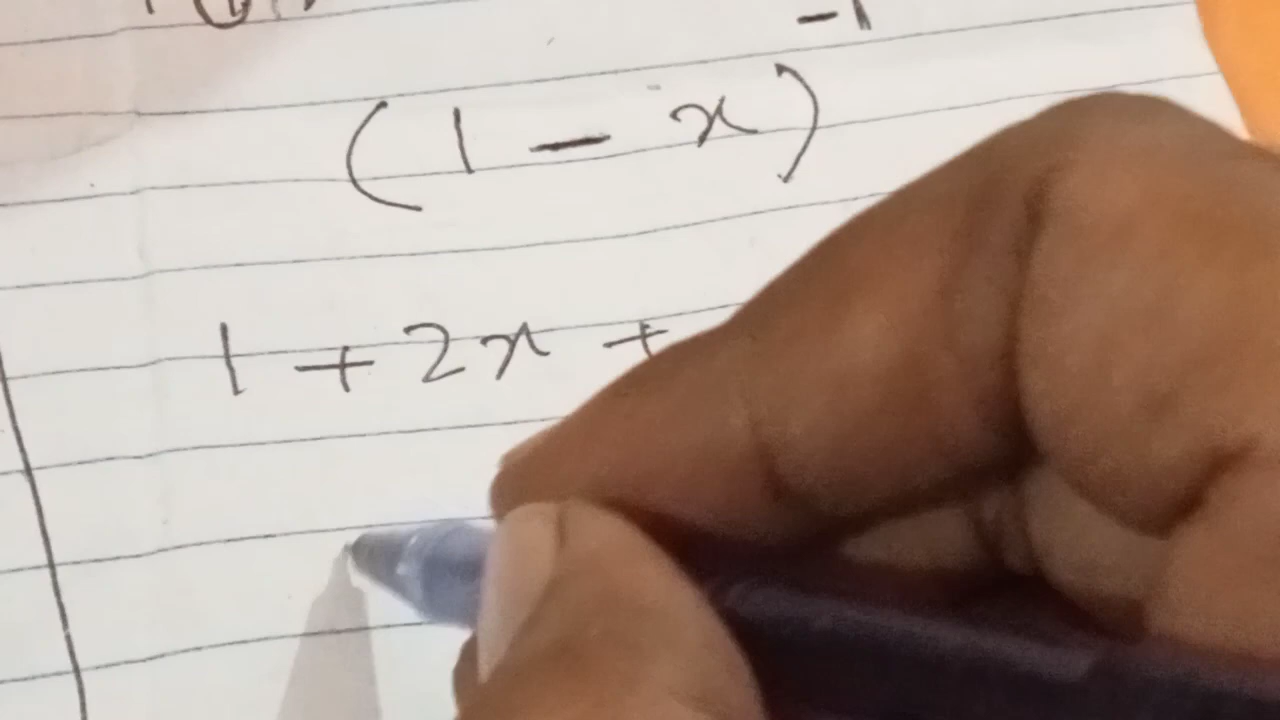 (1 - x)⁻¹
1 + 2x +